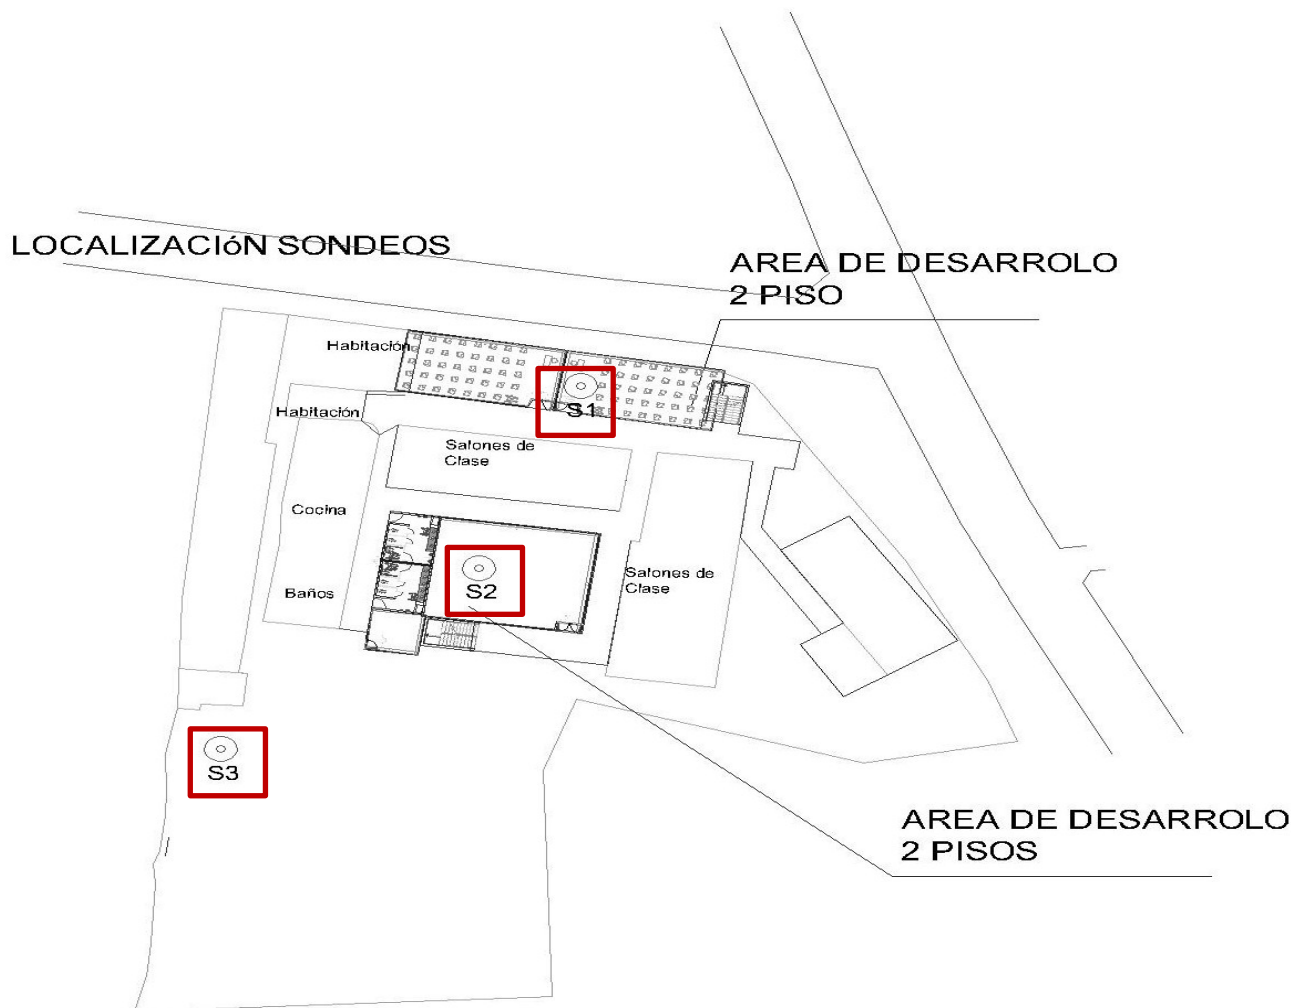 LOCALIZACIóN SONDEOS
AREA DE DESARROLO
2 PISO
Habitación
S1
Habitación
Salones de
Clase
Cocina
S2
Salones de
Clase
Baños
S3
AREA DE DESARROLO
2 PISOS